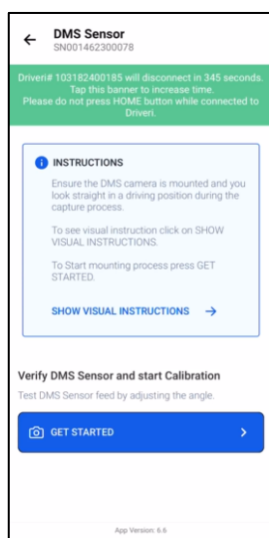 DMS Sensor
SN001462300078
Driveri# 103182400185 will disconnect in 345 seconds.
Tap this banner to increase time.
Please do not press HOME button while connected to
Driveri.
INSTRUCTIONS
Ensure the DMS camera is mounted and you
look straight in a driving position during the
capture process.
To see visual instruction click on SHOW
VISUAL INSTRUCTIONS.
To Start mounting process press GET
STARTED.
SHOW VISUAL INSTRUCTIONS
Verify DMS Sensor and start Calibration
Test DMS Sensor feed by adjusting the angle.
GET STARTED
App Version: 6.6